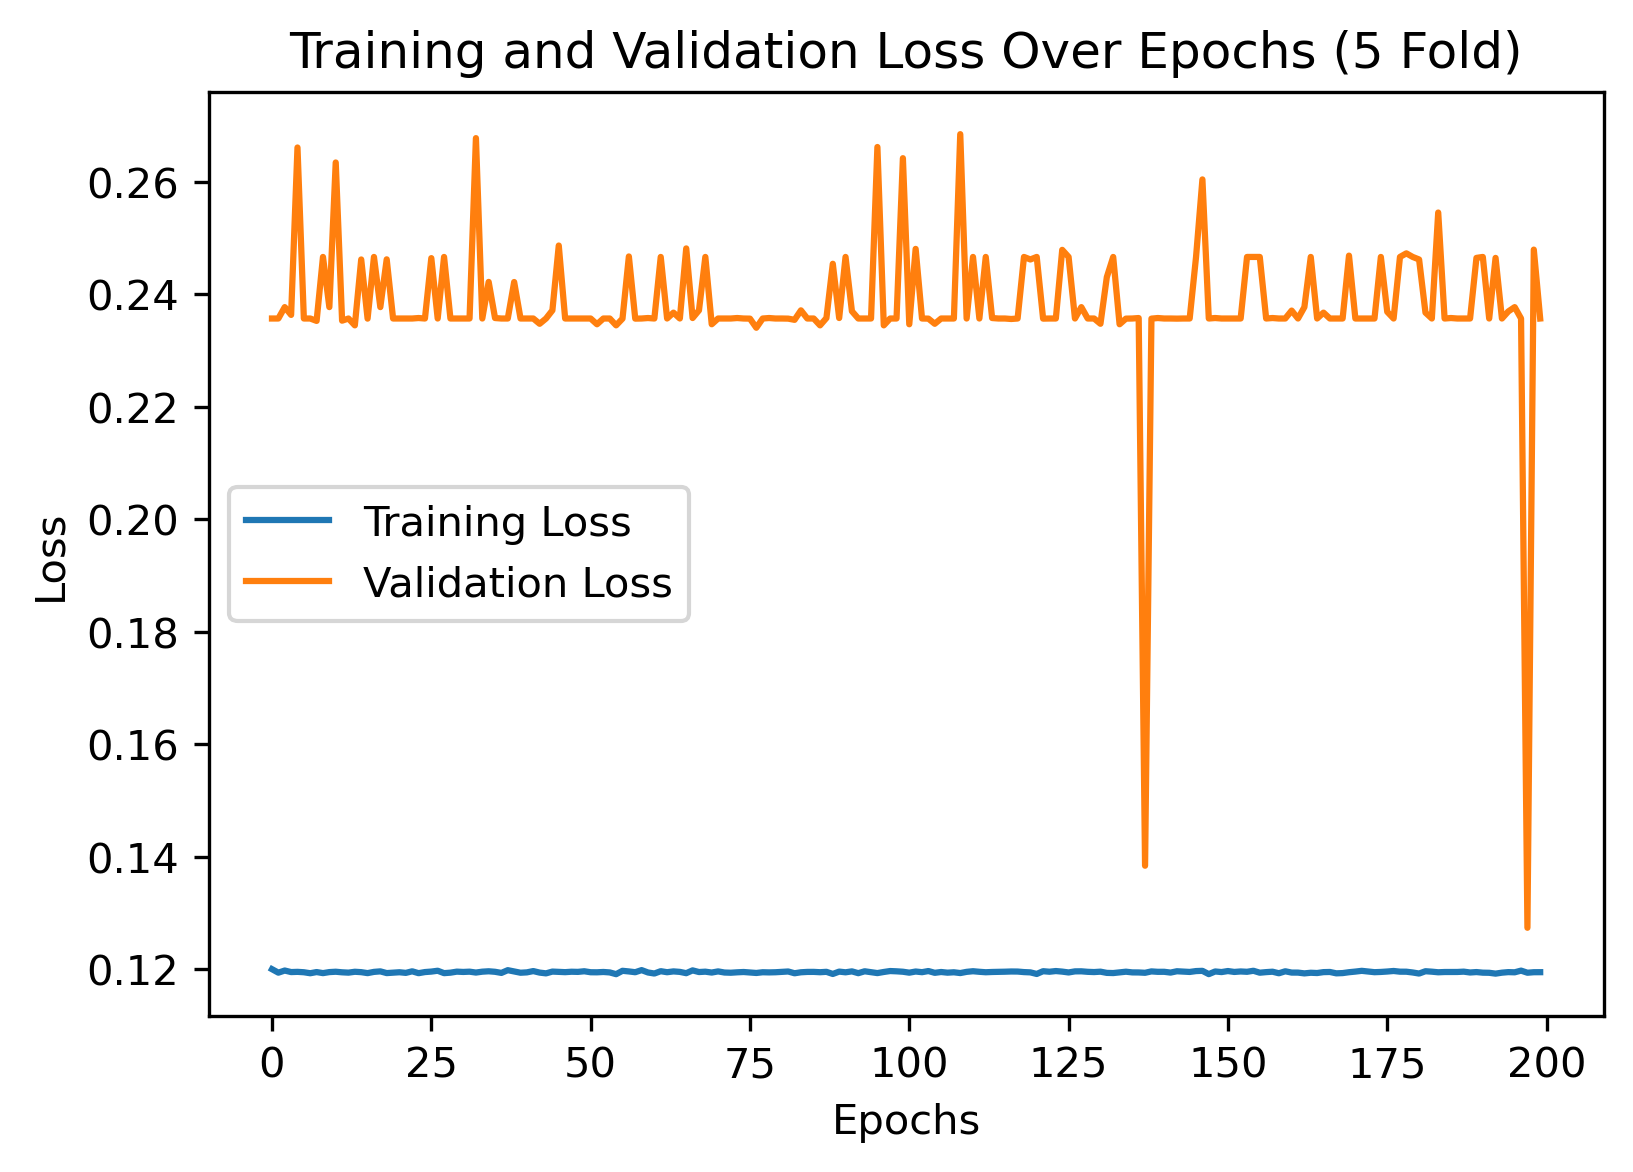 Training and Validation Loss Over Epochs (5 Fold)
0.26
0.24
0.22
0.20
0.18
0.16
0.14
0.12
Loss
Training Loss
Validation Loss
0 25 50 75 100 125 150 175 200
Epochs